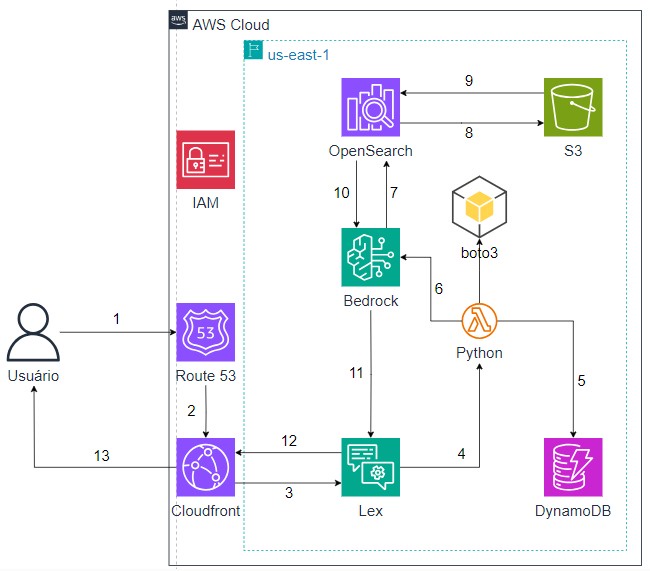 aws
AWS Cloud
us-east-1
9
8
OpenSearch
S3
IAM
10
7
boto3
6
Bedrock
1
53
Usuário
Route 53
Python
2
11
5
13
12
4
3
Cloudfront
Lex
DynamoDB